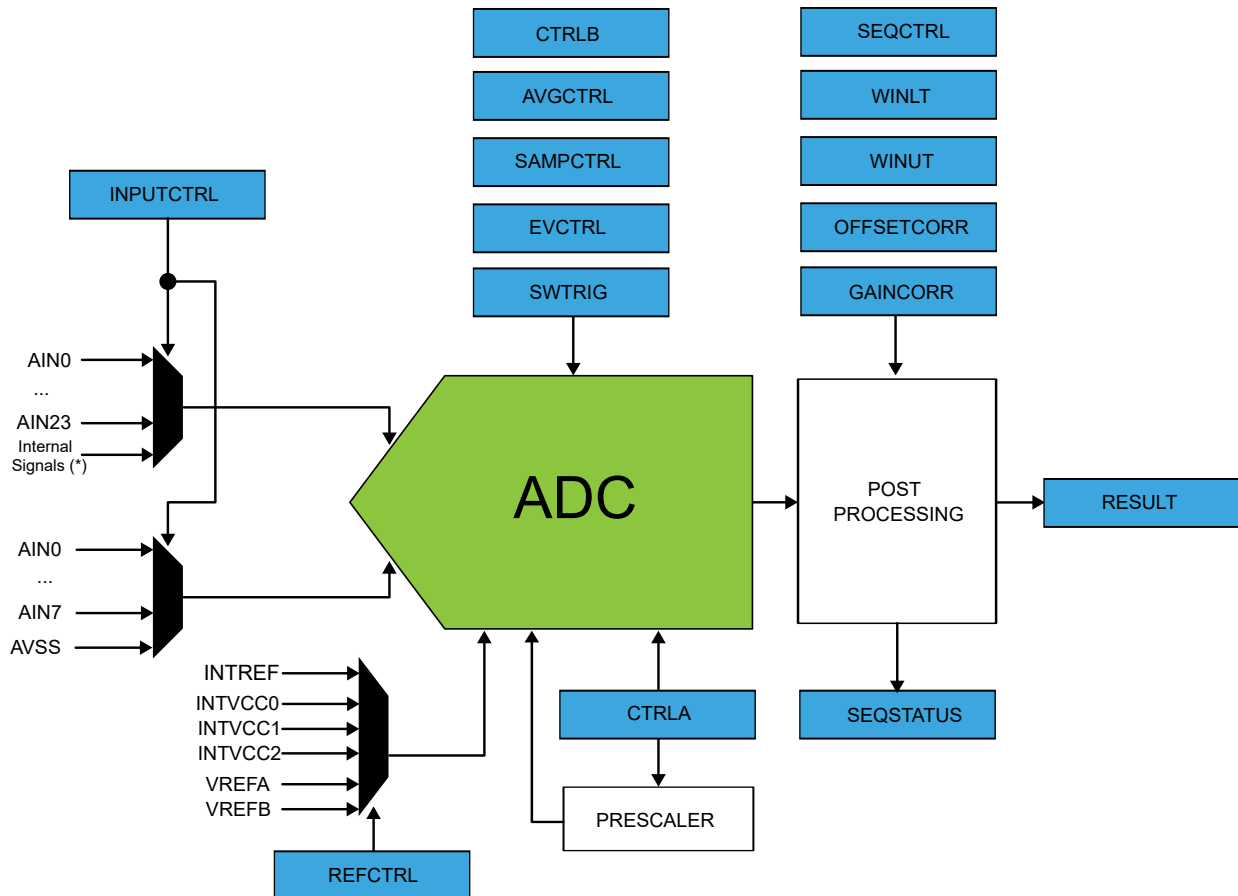 CTRLB
AVGCTRL
SAMPCTRL
EVCTRL
SWTRIG
SEQCTRL
WINLT
WINUT
OFFSETCORR
GAINCORR
INPUTCTRL
AIN0
...
AIN23
Internal
Signals (*)
AIN0
...
AIN7
AVSS
ADC
POST
PROCESSING
RESULT
INTREF
INTVCC0
INTVCC1
INTVCC2
VREFA
VREFB
REFCTRL
CTRLA
PRESCALER
SEQSTATUS